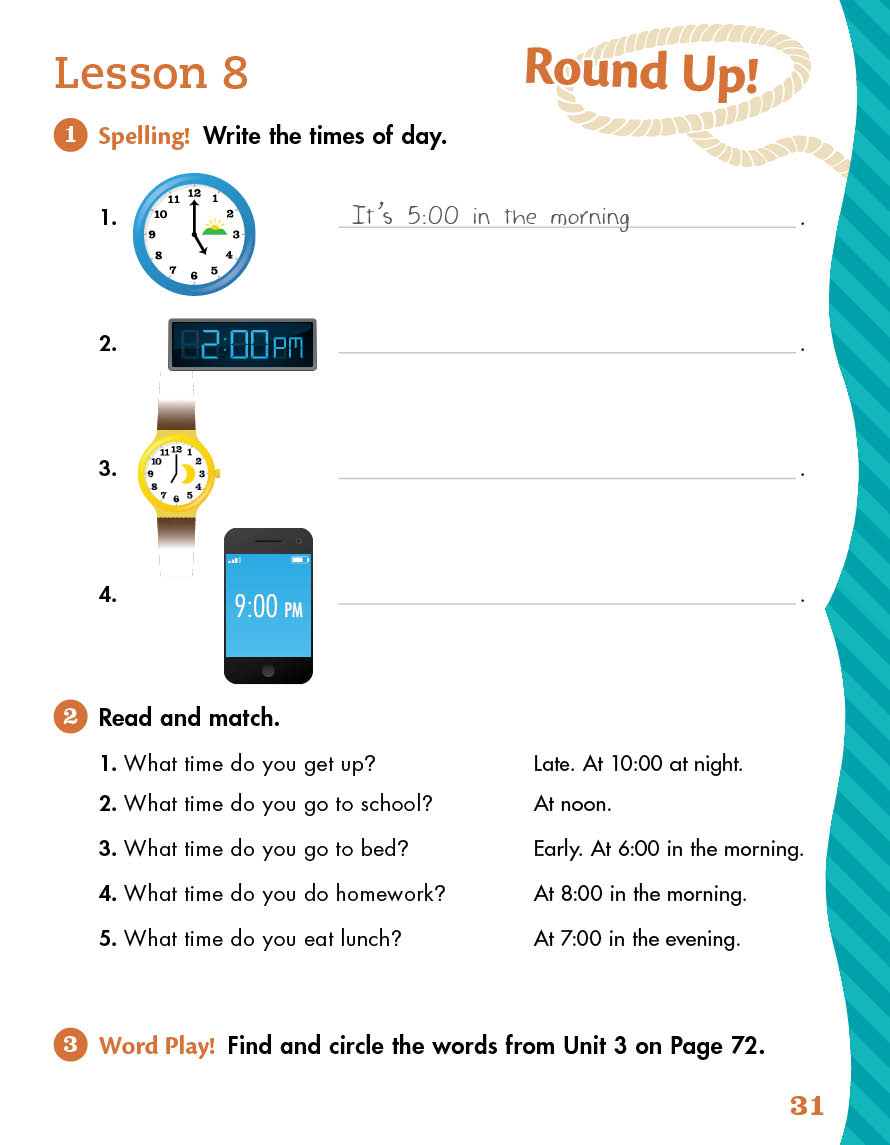 Lesson 8
Round Up!
1 Spelling! Write the times of day.
1.
12
11 1
10 2
9 3
8 4
7 5
6
It's 5:00 in the morning .
2.
2:00 PM
.
3.
12
11 1
10 2
9 3
8 4
7 5
6
.
4.
9:00 PM
.
2 Read and match.
1. What time do you get up? Late. At 10:00 at night.
2. What time do you go to school? At noon.
3. What time do you go to bed? Early. At 6:00 in the morning.
4. What time do you do homework? At 8:00 in the morning.
5. What time do you eat lunch? At 7:00 in the evening.
3 Word Play! Find and circle the words from Unit 3 on Page 72.
31